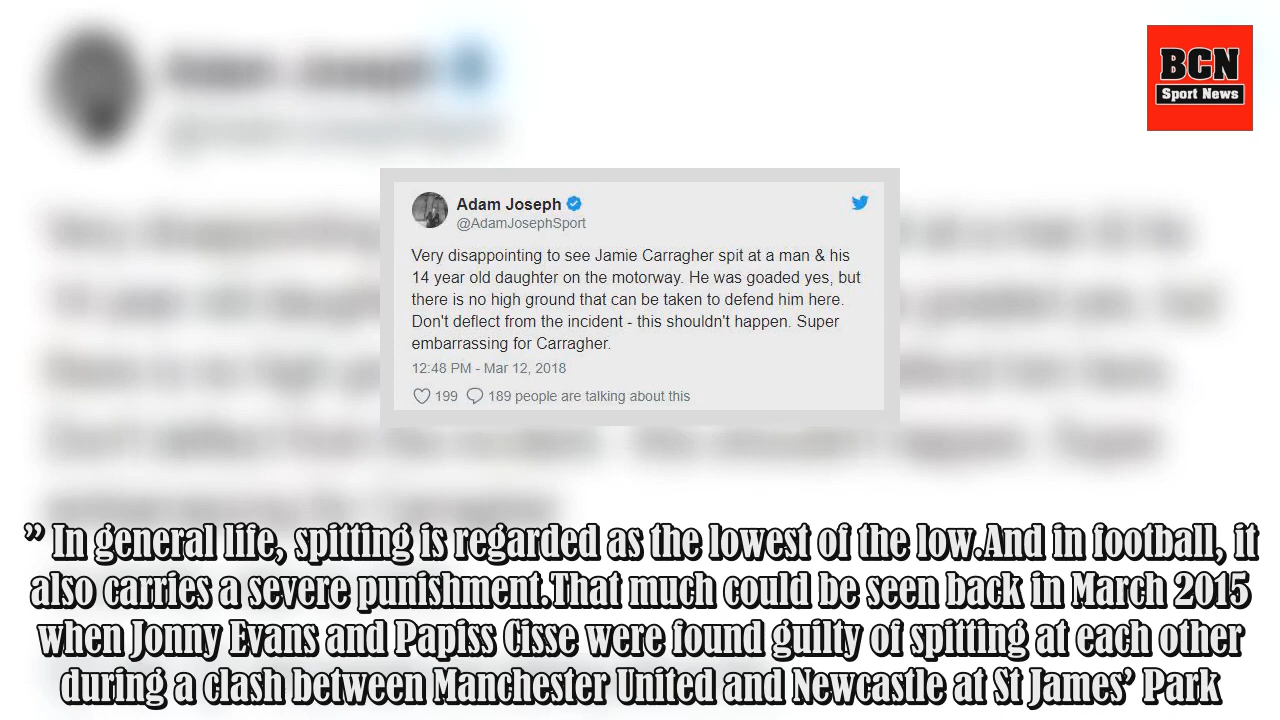 BCN
Sport News
Adam Joseph
@AdamJosephSport
Very disappointing to see Jamie Carragher spit at a man & his
14 year old daughter on the motorway. He was goaded yes, but
there is no high ground that can be taken to defend him here.
Don't deflect from the incident - this shouldn't happen. Super
embarrassing for Carragher.
12:48 PM - Mar 12, 2018
199 189 people are talking about this
” In general life, spitting is regarded as the lowest of the low.And in football, it
also carries a severe punishment.That much could be seen back in March 2015
when Jonny Evans and Papiss Cisse were found guilty of spitting at each other
during a clash between Manchester United and Newcastle at St James’ Park